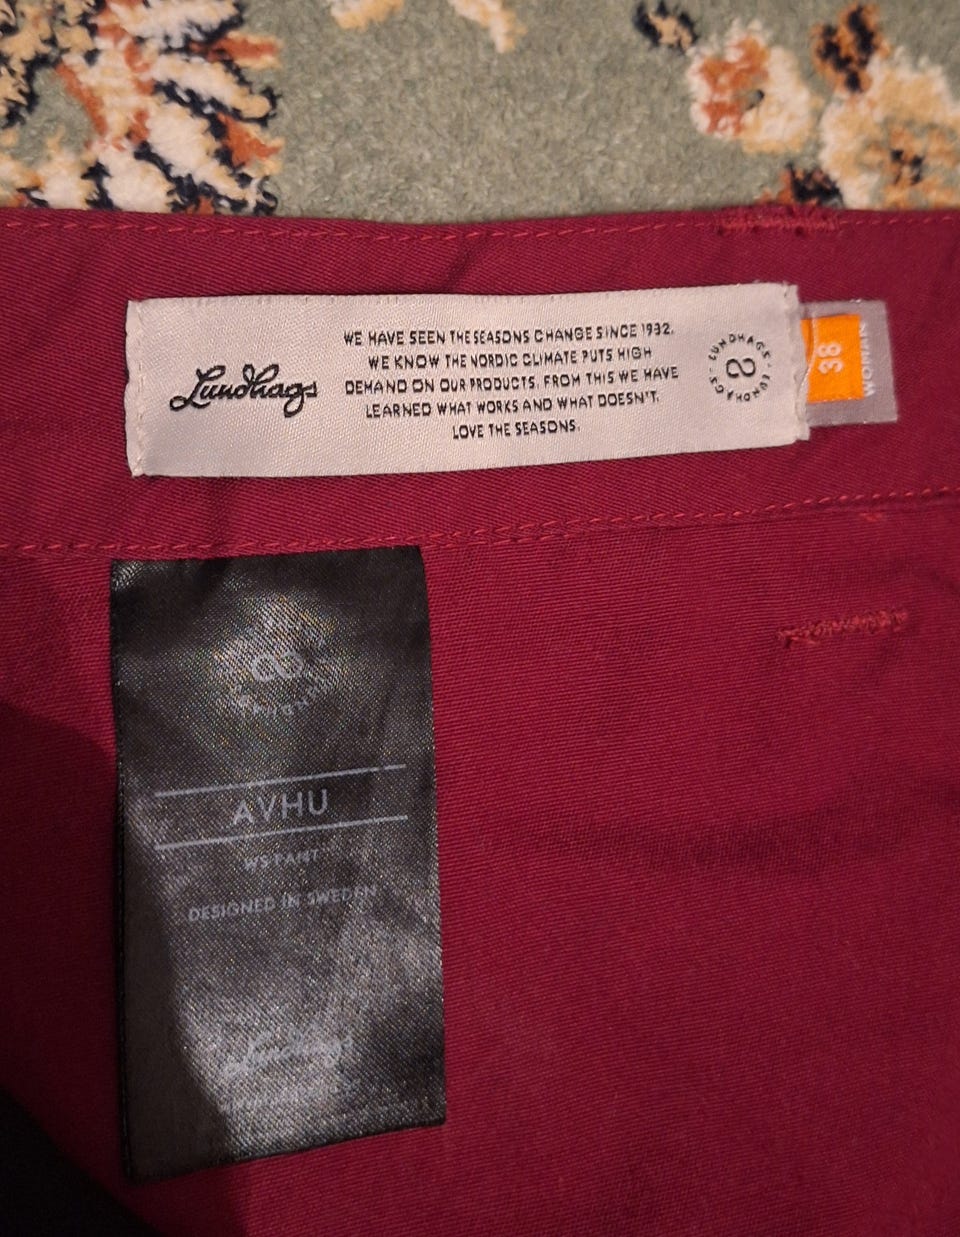 Lundhags
WE HAVE SEEN THE SEASONS CHANGE SINCE 1932.
WE KNOW THE NORDIC CLIMATE PUTS HIGH
DEMAND ON OUR PRODUCTS. FROM THIS WE HAVE
LEARNED WHAT WORKS AND WHAT DOESN'T.
LOVE THE SEASONS.
LUNDHAGS · LUNDHAGS ·
38
WOMAN
AVHU
WS PANT
DESIGNED IN SWEDEN
Lundhags